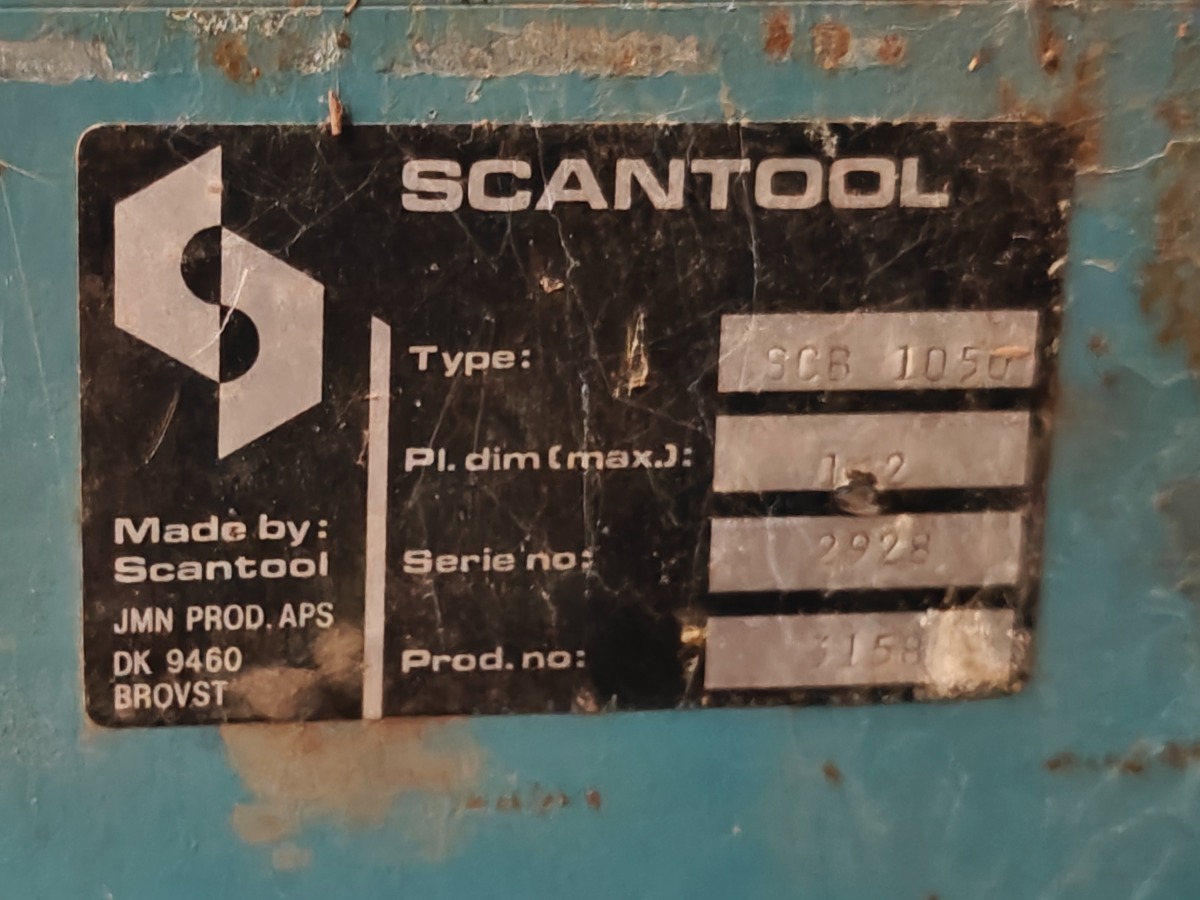 SCANTOOL
Type: SCB 1050
Pl. dim (max.):
Serie no: 2928
Prod. no: 3158
Made by:
Scantool
JMN PROD. APS
DK 9460
BROVST